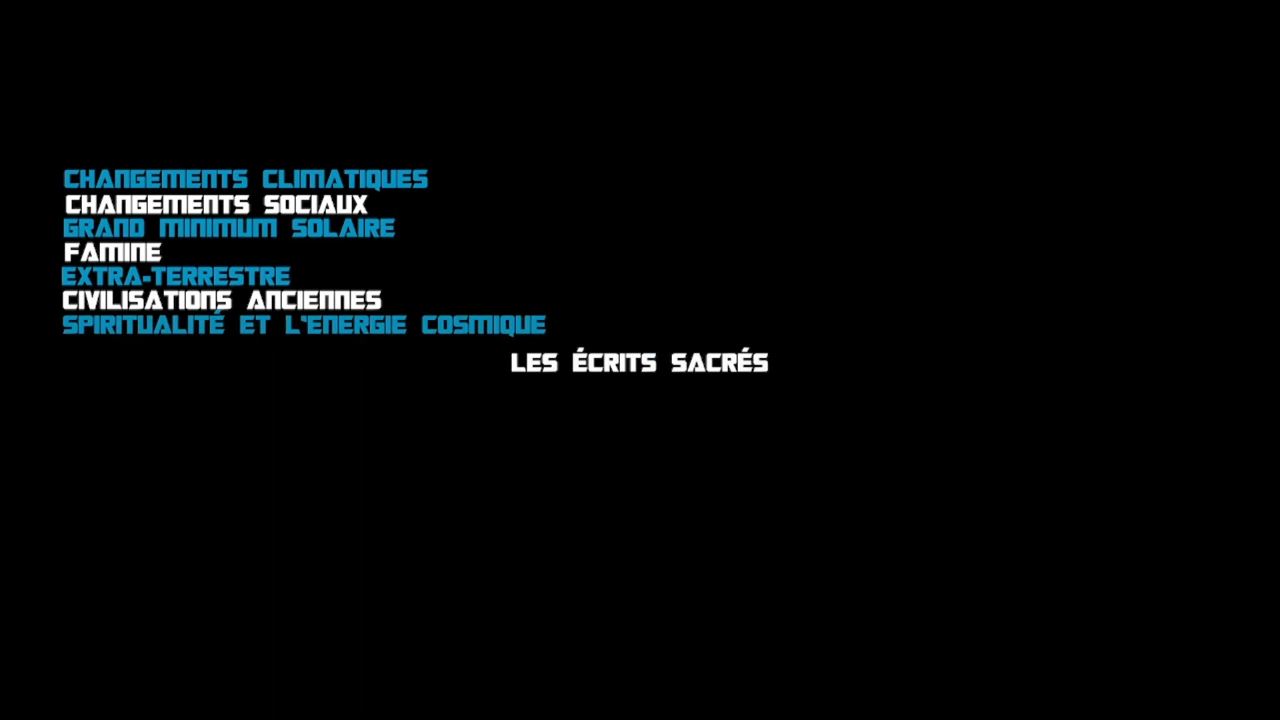 CHANGEMENTS CLIMATIQUES
CHANGEMENTS SOCIAUX
GRAND MINIMUM SOLAIRE
FAMINE
EXTRA-TERRESTRE
CIVILISATIONS ANCIENNES
SPIRITUALITÉ ET L'ENERGIE COSMIQUE
LES ÉCRITS SACRÉS